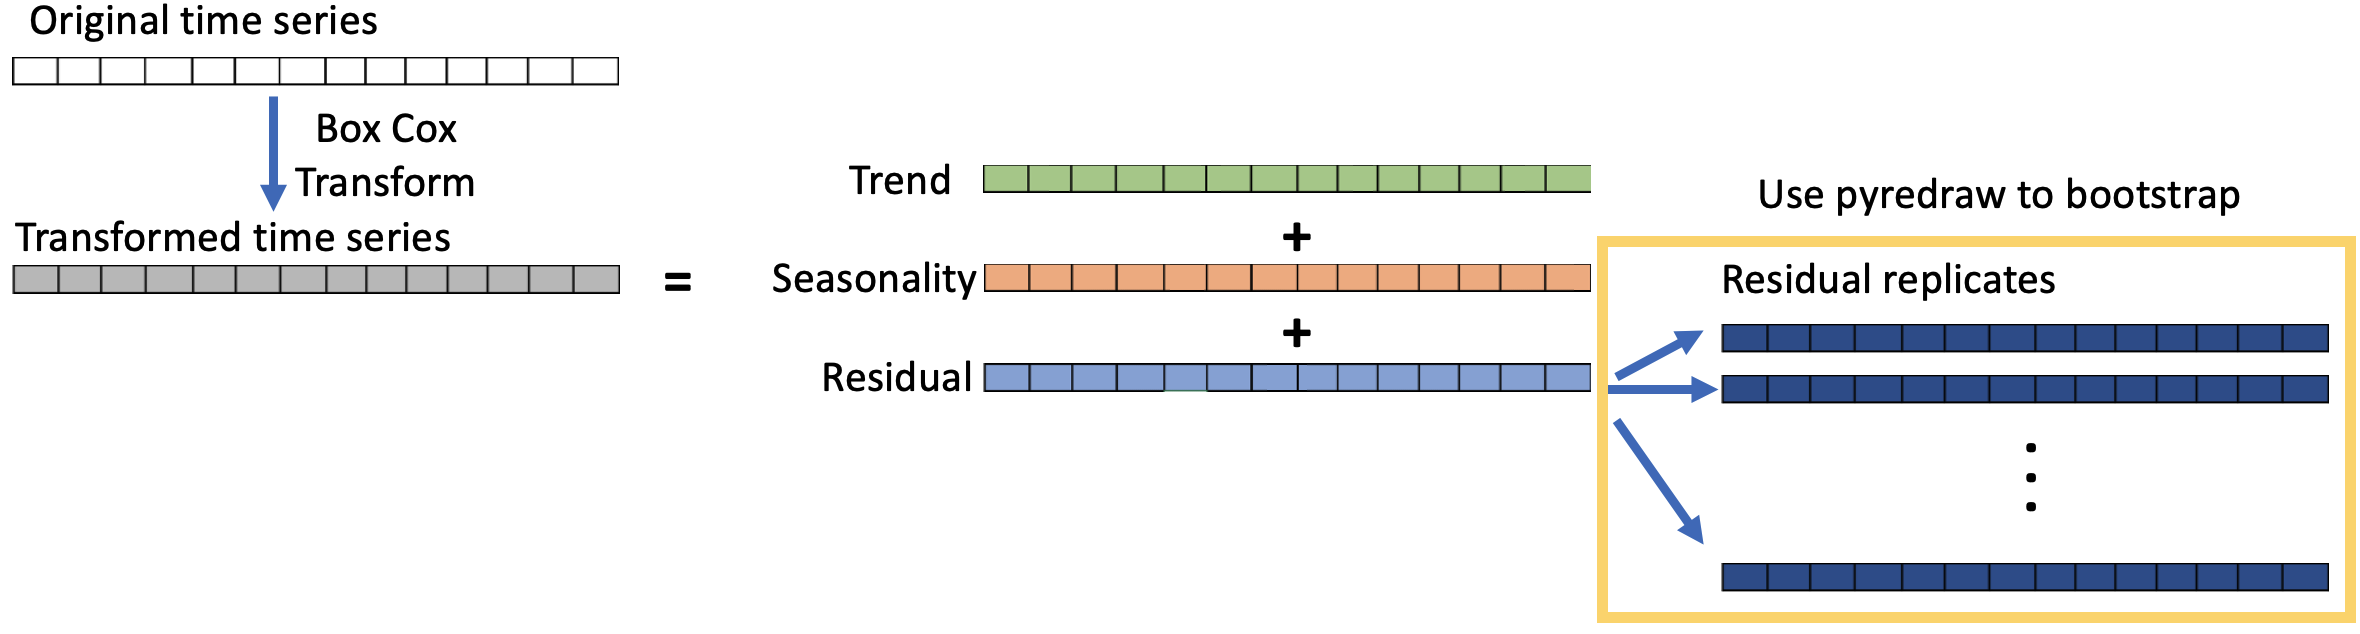 Original time series
Box Cox
Transform
Transformed time series
=
Trend
+
Seasonality
+
Residual
Use pyredraw to bootstrap
Residual replicates